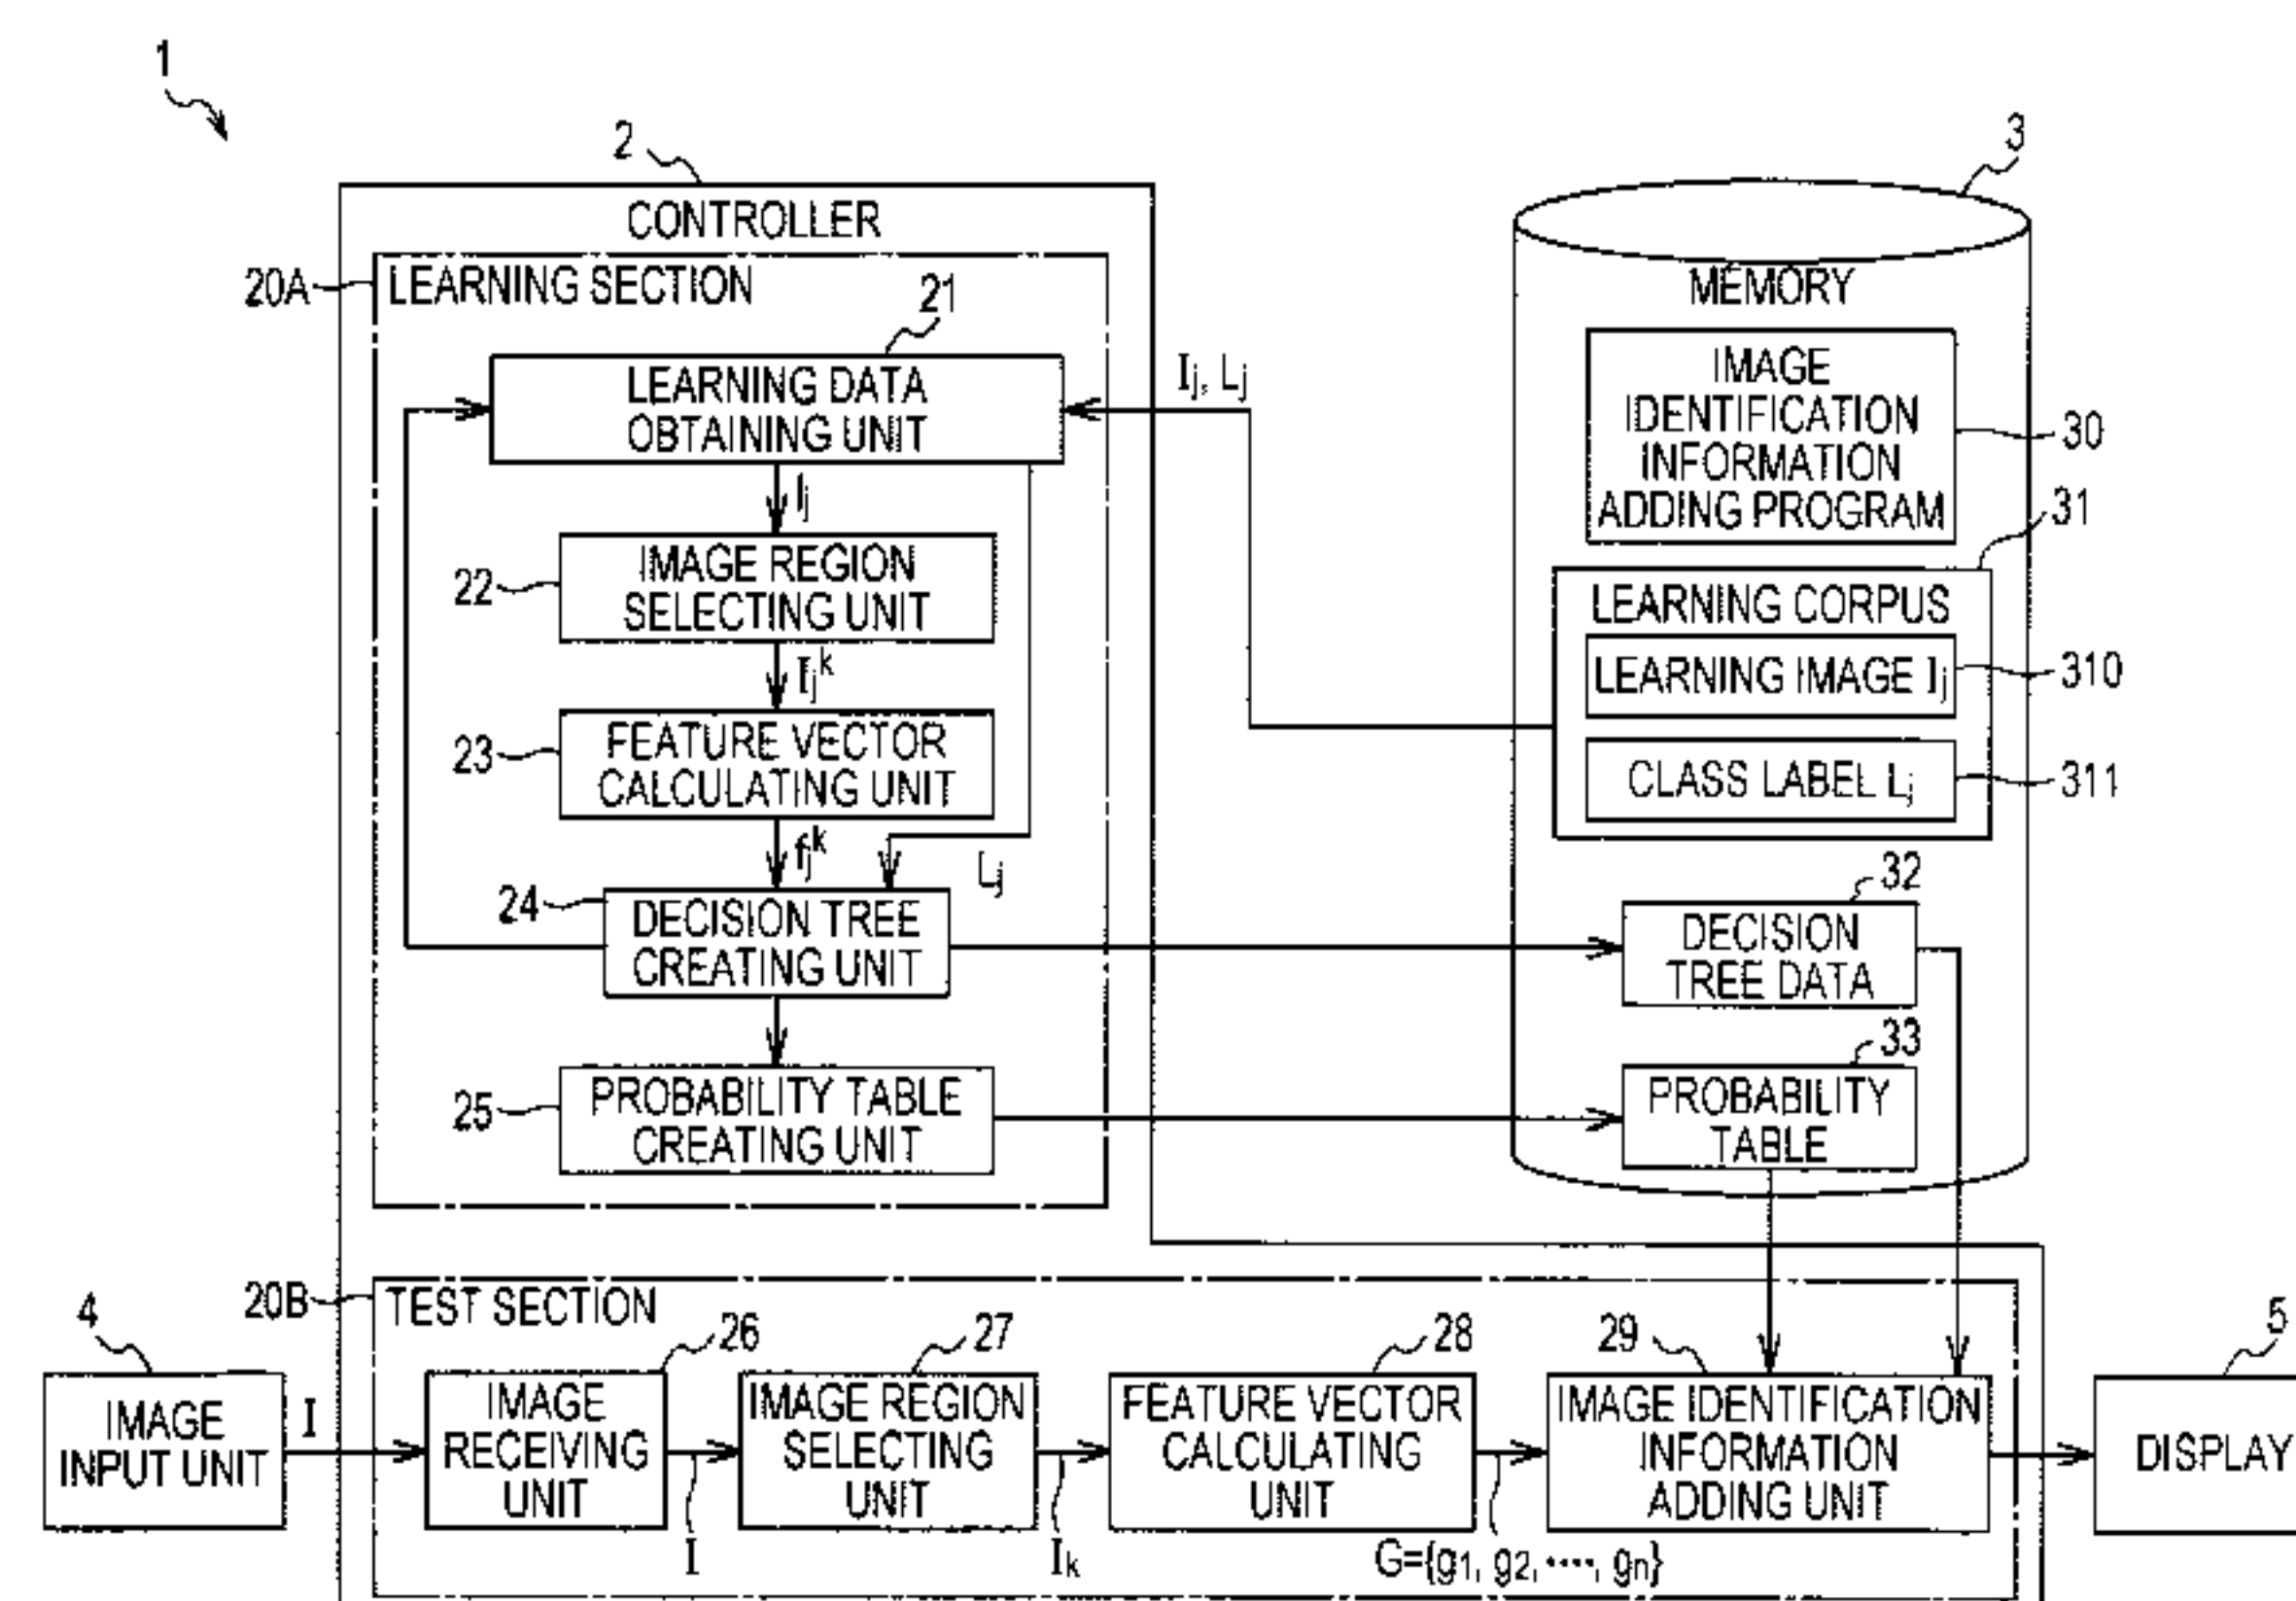 1
2
3
CONTROLLER
20A
LEARNING SECTION
21
MEMORY
LEARNING DATA
OBTAINING UNIT
Ij, Lj
IMAGE
IDENTIFICATION
INFORMATION
ADDING PROGRAM
30
Ij
31
22
IMAGE REGION
SELECTING UNIT
LEARNING CORPUS
LEARNING IMAGE Ij
310
Ij^k
23
FEATURE VECTOR
CALCULATING UNIT
CLASS LABEL Lj
311
fj^k
Lj
24
DECISION TREE
CREATING UNIT
32
DECISION
TREE DATA
33
25
PROBABILITY TABLE
CREATING UNIT
PROBABILITY
TABLE
20B
TEST SECTION
4
26
27
28
29
5
IMAGE
INPUT UNIT
I
IMAGE
RECEIVING
UNIT
IMAGE REGION
SELECTING
UNIT
FEATURE VECTOR
CALCULATING
UNIT
IMAGE IDENTIFICATION
INFORMATION
ADDING UNIT
DISPLAY
I
Ik
G={g1, g2, ····, gn}